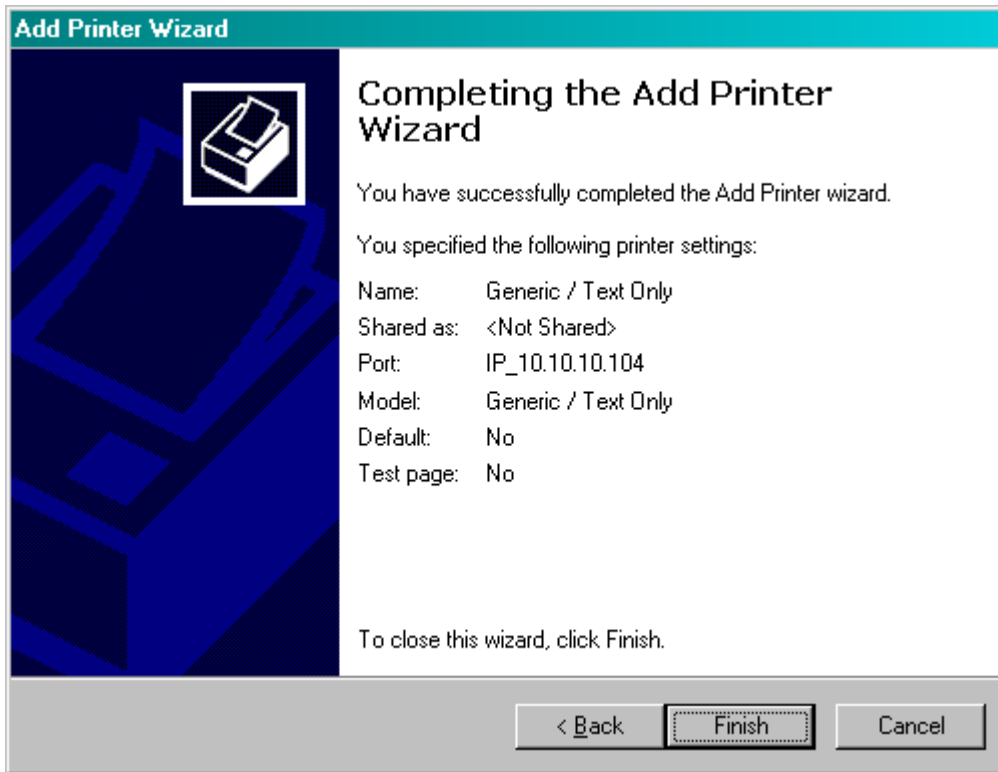 Add Printer Wizard
Completing the Add Printer
Wizard
You have successfully completed the Add Printer wizard.
You specified the following printer settings:
Name: Generic / Text Only
Shared as: <Not Shared>
Port: IP_10.10.10.104
Model: Generic / Text Only
Default: No
Test page: No
To close this wizard, click Finish.
< Back Finish Cancel